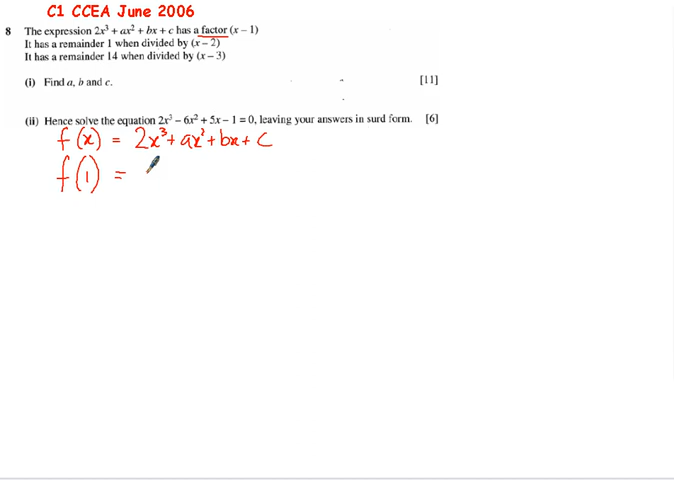 C1 CCEA June 2006
8 The expression 2x³ + ax² + bx + c has a factor (x – 1)
It has a remainder 1 when divided by (x – 2)
It has a remainder 14 when divided by (x – 3)
(i) Find a, b and c. [11]
(ii) Hence solve the equation 2x³ – 6x² + 5x – 1 = 0, leaving your answers in surd form. [6]
f(x) = 2x³ + ax² + bx + c
f(1) =